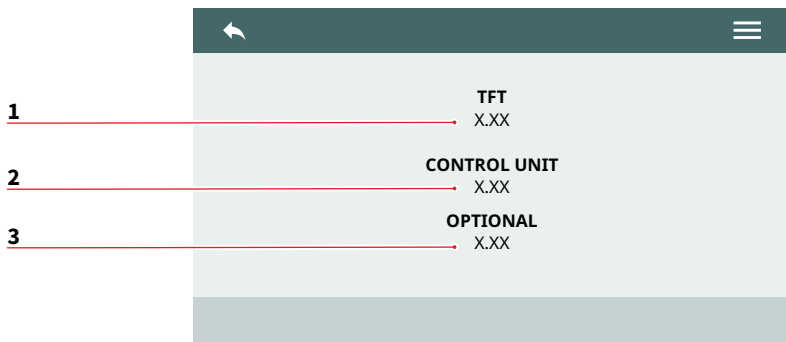 1
TFT
X.XX
2
CONTROL UNIT
X.XX
3
OPTIONAL
X.XX